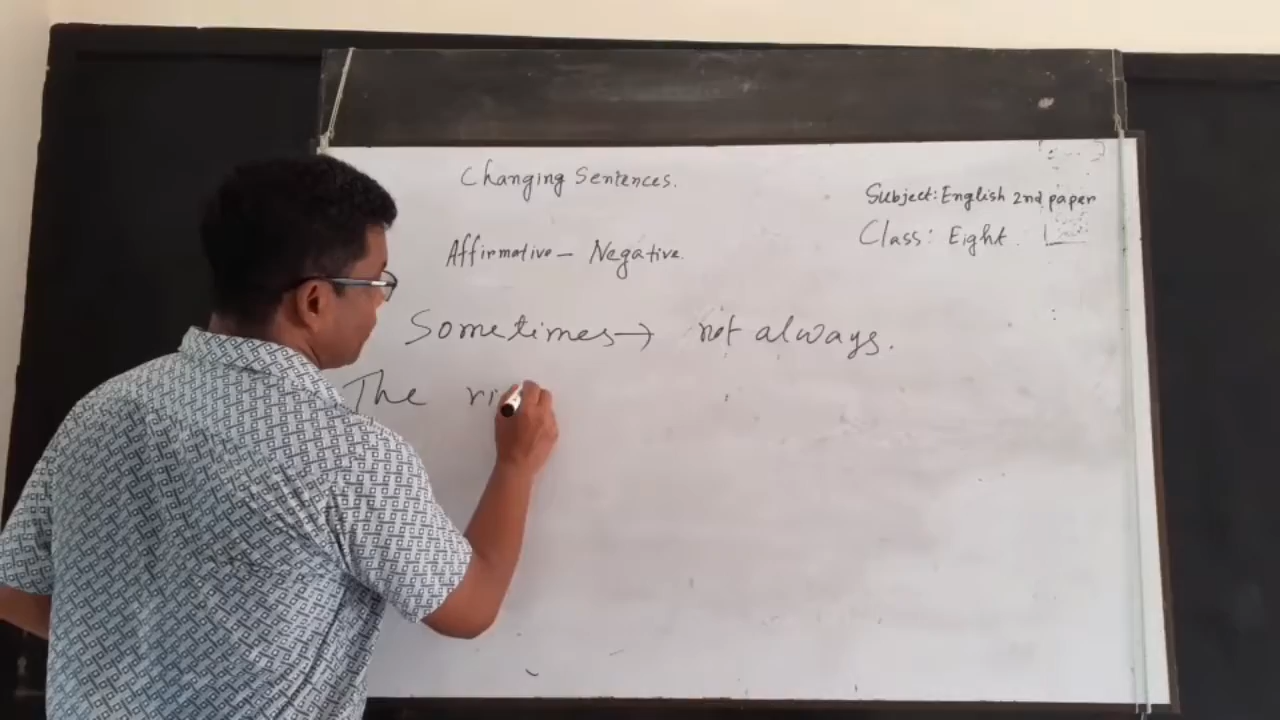 Changing Sentences.
Subject: English 2nd paper
Class: Eight
Affirmative - Negative.
Sometimes → not always.
The